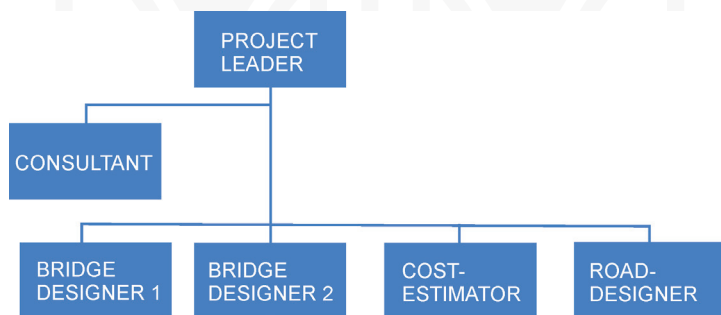 PROJECT
LEADER
CONSULTANT
BRIDGE
DESIGNER 1
BRIDGE
DESIGNER 2
COST-
ESTIMATOR
ROAD-
DESIGNER